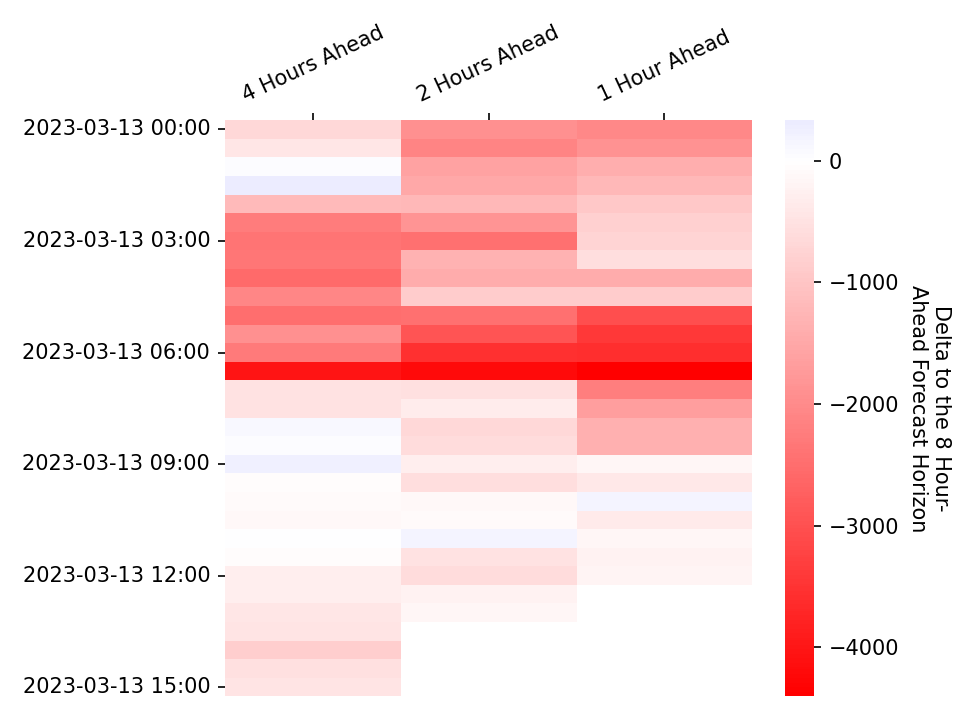 4 Hours Ahead
2 Hours Ahead
1 Hour Ahead
2023-03-13 00:00
2023-03-13 03:00
2023-03-13 06:00
2023-03-13 09:00
2023-03-13 12:00
2023-03-13 15:00
0
−1000
−2000
−3000
−4000
Delta to the 8 Hour-
Ahead Forecast Horizon